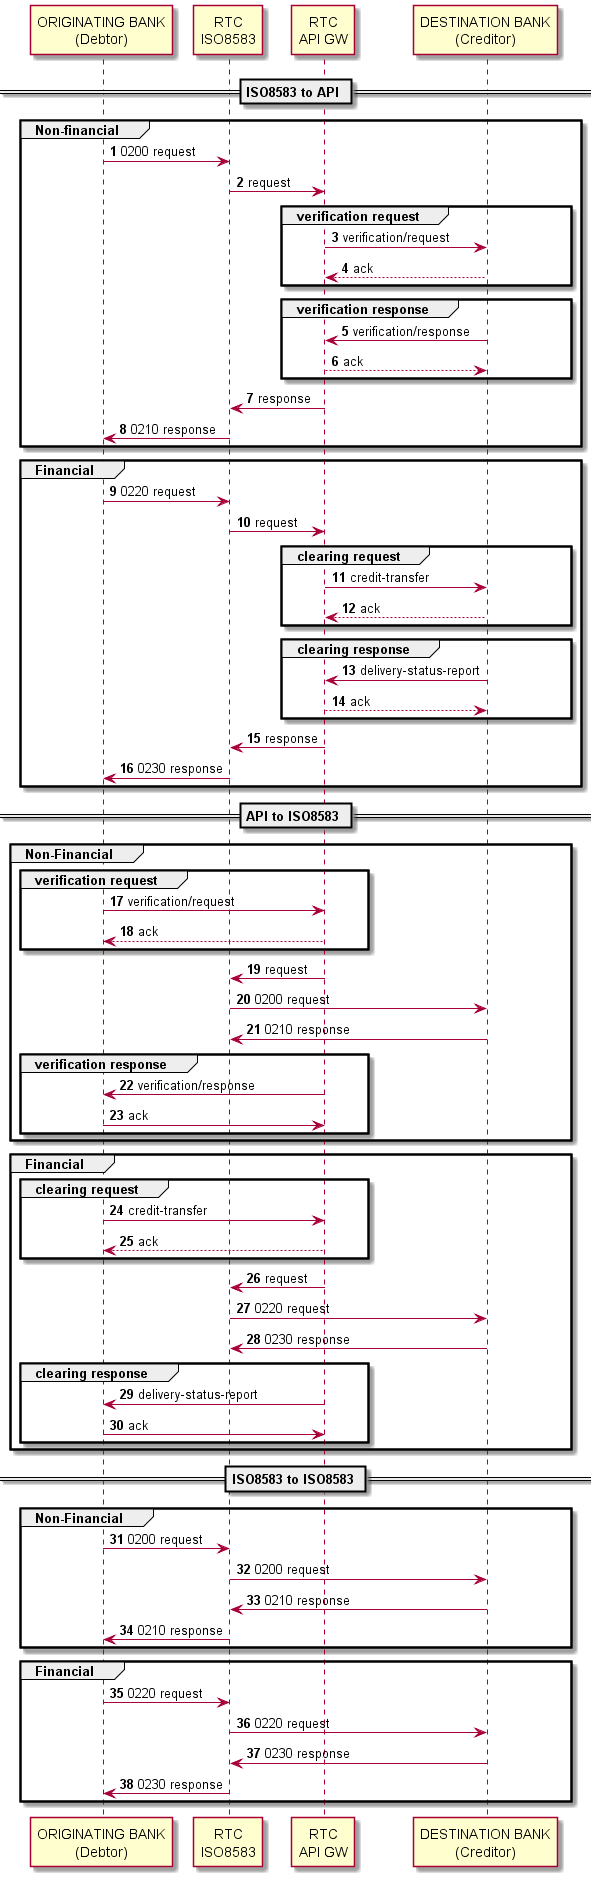 ORIGINATING BANK
(Debtor)
RTC
ISO8583
RTC
API GW
DESTINATION BANK
(Creditor)
ISO8583 to API
Non-financial
1 0200 request
2 request
verification request
3 verification/request
4 ack
verification response
5 verification/response
6 ack
7 response
8 0210 response
Financial
9 0220 request
10 request
clearing request
11 credit-transfer
12 ack
clearing response
13 delivery-status-report
14 ack
15 response
16 0230 response
API to ISO8583
Non-Financial
verification request
17 verification/request
18 ack
19 request
20 0200 request
21 0210 response
verification response
22 verification/response
23 ack
Financial
clearing request
24 credit-transfer
25 ack
26 request
27 0220 request
28 0230 response
clearing response
29 delivery-status-report
30 ack
ISO8583 to ISO8583
Non-Financial
31 0200 request
32 0200 request
33 0210 response
34 0210 response
Financial
35 0220 request
36 0220 request
37 0230 response
38 0230 response
ORIGINATING BANK
(Debtor)
RTC
ISO8583
RTC
API GW
DESTINATION BANK
(Creditor)